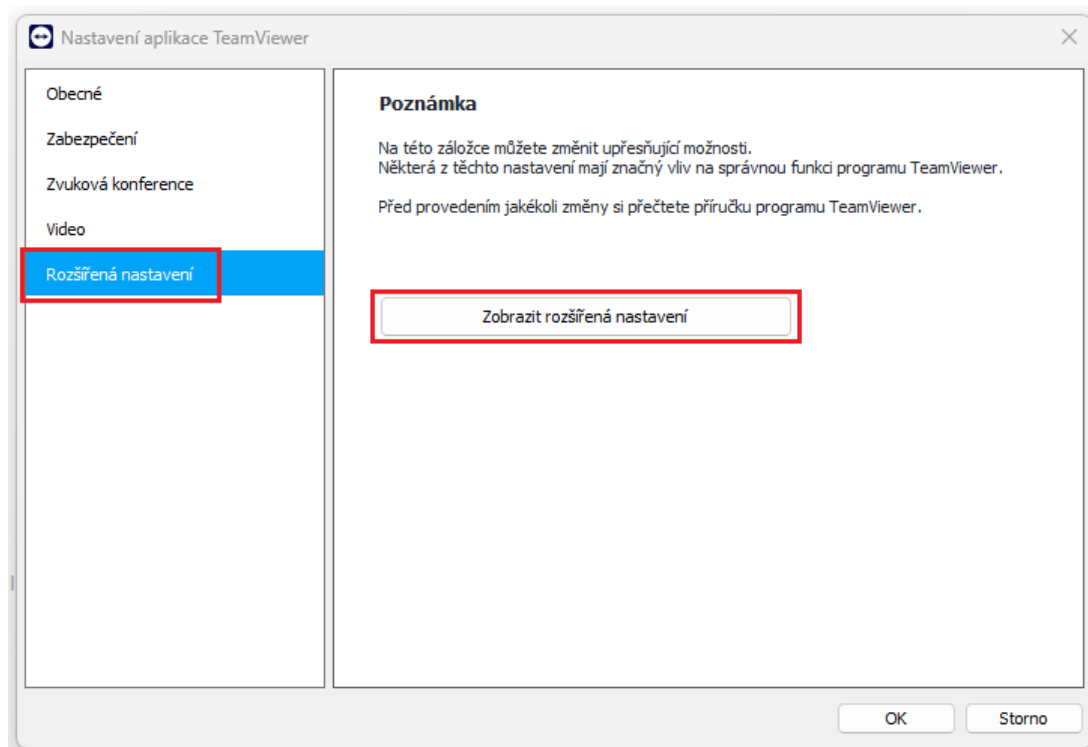 Nastavení aplikace TeamViewer
Obecné
Zabezpečení
Zvuková konference
Video
Rozšířená nastavení
Poznámka
Na této záložce můžete změnit upřesňující možnosti.
Některá z těchto nastavení mají značný vliv na správnou funkci programu TeamViewer.
Před provedením jakékoli změny si přečtete příručku programu TeamViewer.
Zobrazit rozšířená nastavení
OK
Storno